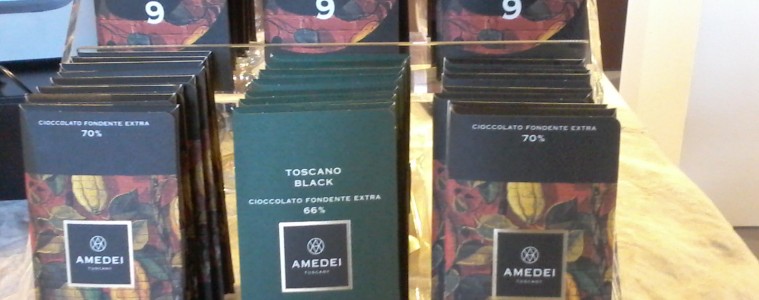 9
9
9
CIOCCOLATO FONDENTE EXTRA
70%
AMEDEI
TUSCANY
TOSCANO
BLACK
CIOCCOLATO FONDENTE EXTRA
66%
AMEDEI
TUSCANY
CIOCCOLATO FONDENTE EXTRA
70%
AMEDEI
TUSCANY